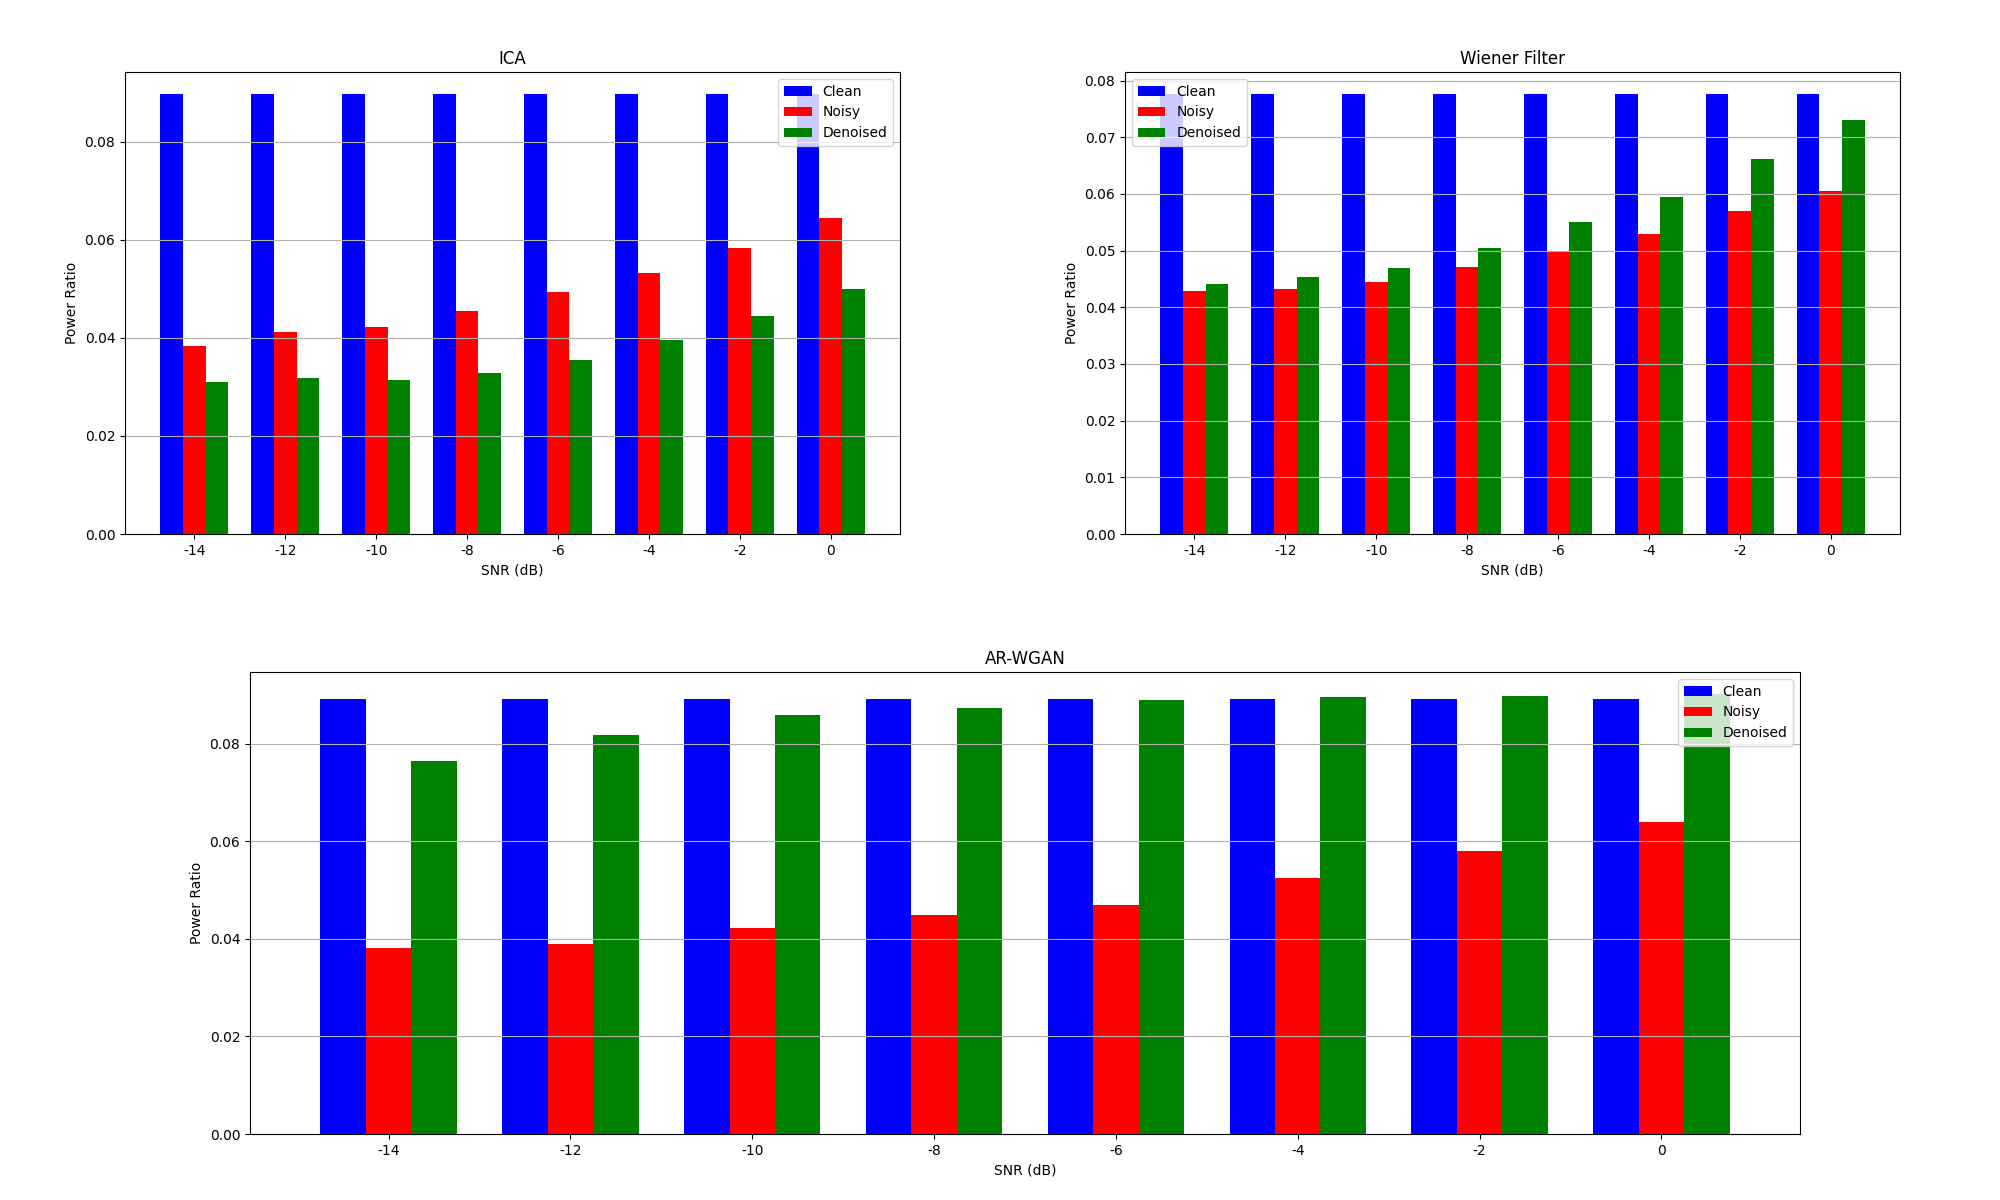 ICA
Clean
Noisy
Denoised
0.08
0.06
0.04
0.02
0.00
Power Ratio
-14 -12 -10 -8 -6 -4 -2 0
SNR (dB)
Wiener Filter
Clean
Noisy
Denoised
0.08
0.07
0.06
0.05
0.04
0.03
0.02
0.01
0.00
Power Ratio
-14 -12 -10 -8 -6 -4 -2 0
SNR (dB)
AR-WGAN
Clean
Noisy
Denoised
0.08
0.06
0.04
0.02
0.00
Power Ratio
-14 -12 -10 -8 -6 -4 -2 0
SNR (dB)